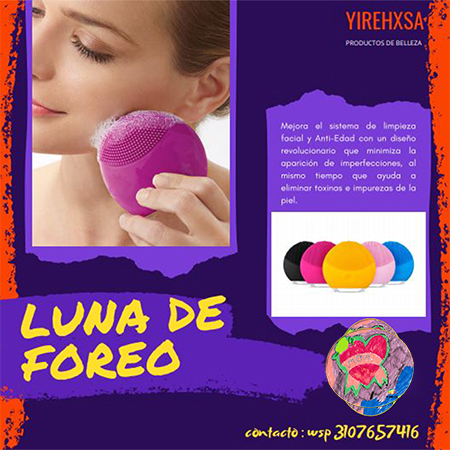 YIREHXSA
PRODUCTOS DE BELLEZA
Mejora el sistema de limpieza
facial y Anti-Edad con un diseño
revolucionario que minimiza la
aparición de imperfecciones, al
mismo tiempo que ayuda a
eliminar toxinas e impurezas de la
piel.
LUNA DE
FOREO
contacto : wsp 3107657416